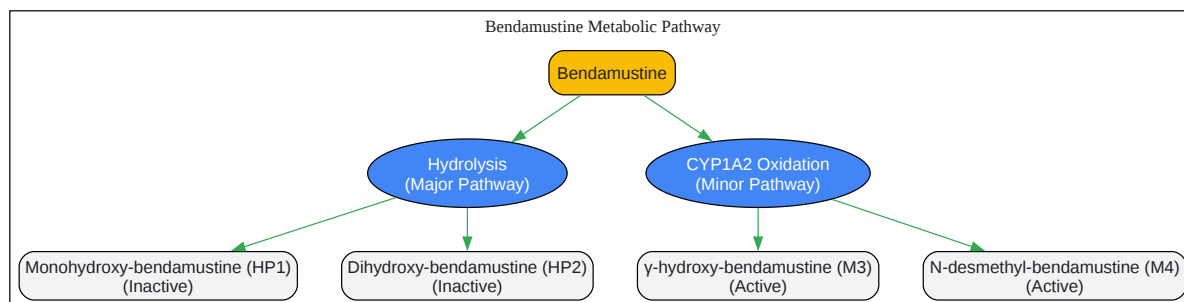 Bendamustine Metabolic Pathway
Bendamustine
Hydrolysis
(Major Pathway)
CYP1A2 Oxidation
(Minor Pathway)
Monohydroxy-bendamustine (HP1)
(Inactive)
Dihydroxy-bendamustine (HP2)
(Inactive)
γ-hydroxy-bendamustine (M3)
(Active)
N-desmethyl-bendamustine (M4)
(Active)